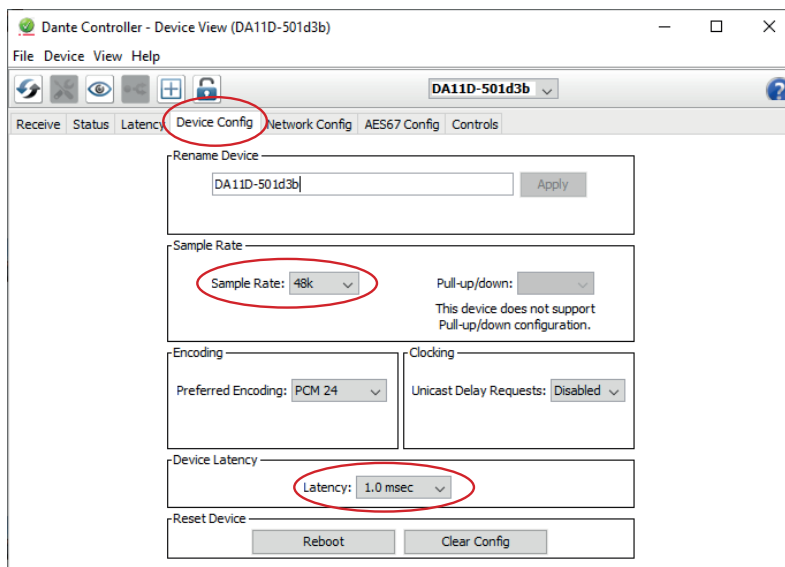 Dante Controller - Device View (DA11D-501d3b)
File Device View Help
DA11D-501d3b
Receive Status Latency Device Config Network Config AES67 Config Controls
Rename Device
DA11D-501d3b Apply
Sample Rate
Sample Rate: 48k Pull-up/down:
This device does not support
Pull-up/down configuration.
Encoding Clocking
Preferred Encoding: PCM 24 Unicast Delay Requests: Disabled
Device Latency
Latency: 1.0 msec
Reset Device
Reboot Clear Config